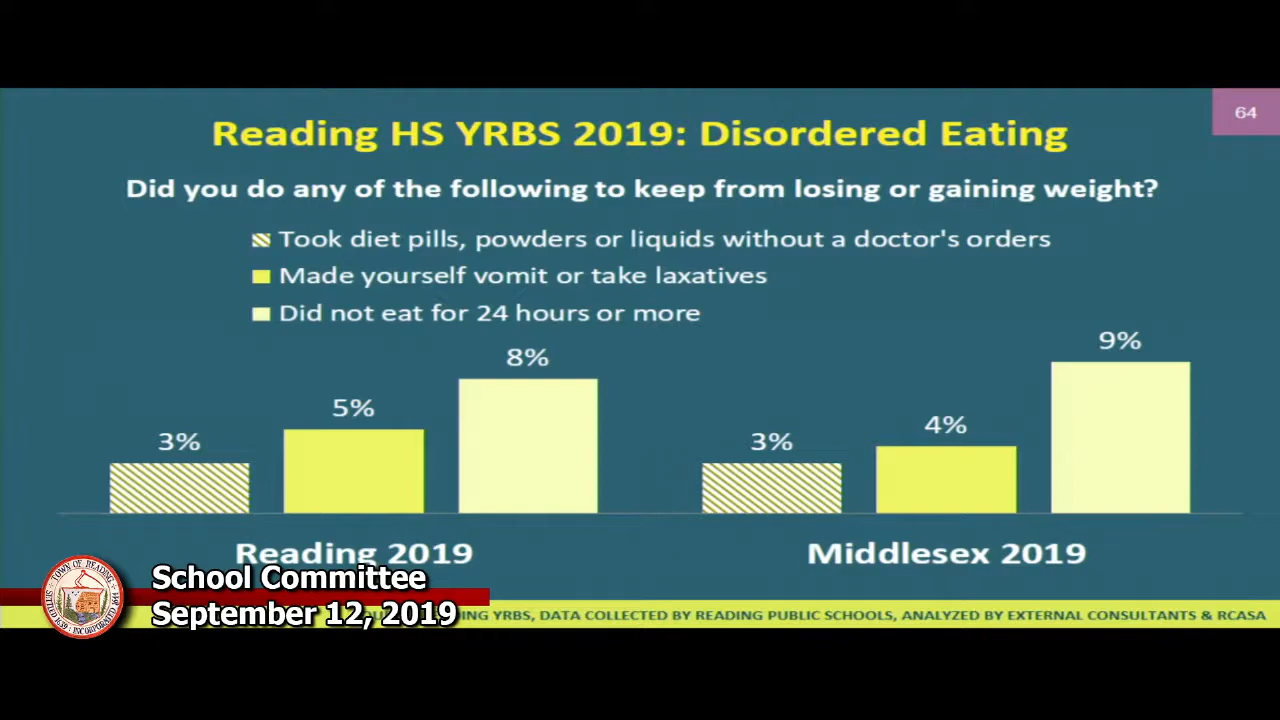 64
Reading HS YRBS 2019: Disordered Eating
Did you do any of the following to keep from losing or gaining weight?
Took diet pills, powders or liquids without a doctor's orders
Made yourself vomit or take laxatives
Did not eat for 24 hours or more
3%
5%
8%
3%
4%
9%
Reading 2019
Middlesex 2019
TOWN OF READING
School Committee
September 12, 2019
YRBS, DATA COLLECTED BY READING PUBLIC SCHOOLS, ANALYZED BY EXTERNAL CONSULTANTS & RCASA